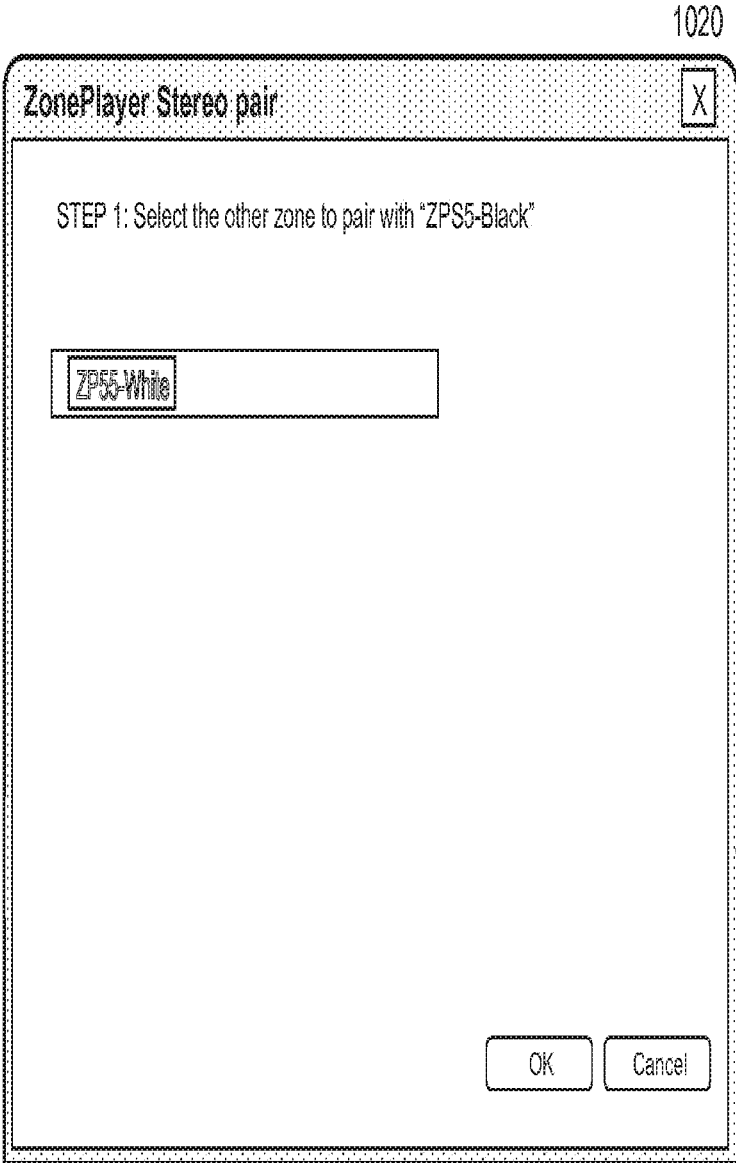 1020
ZonePlayer Stereo pair
X
STEP 1: Select the other zone to pair with “ZPS5-Black”
ZP55-White
OK
Cancel